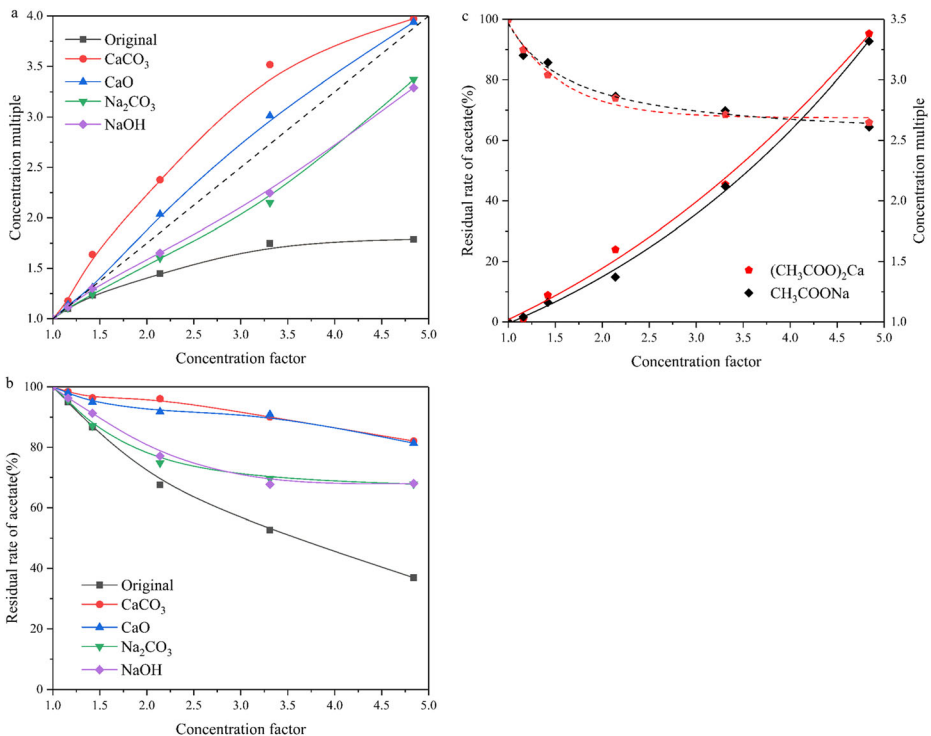 a
4.0
3.5
3.0
2.5
2.0
1.5
1.0
Concentration multiple
Original
CaCO₃
CaO
Na₂CO₃
NaOH
1.0 1.5 2.0 2.5 3.0 3.5 4.0 4.5 5.0
Concentration factor
b
100
80
60
40
20
0
Residual rate of acetate(%)
Original
CaCO₃
CaO
Na₂CO₃
NaOH
1.0 1.5 2.0 2.5 3.0 3.5 4.0 4.5 5.0
Concentration factor
c
100
80
60
40
20
0
Residual rate of acetate(%)
3.5
3.0
2.5
2.0
1.5
1.0
Concentration multiple
(CH₃COO)₂Ca
CH₃COONa
1.0 1.5 2.0 2.5 3.0 3.5 4.0 4.5 5.0
Concentration factor